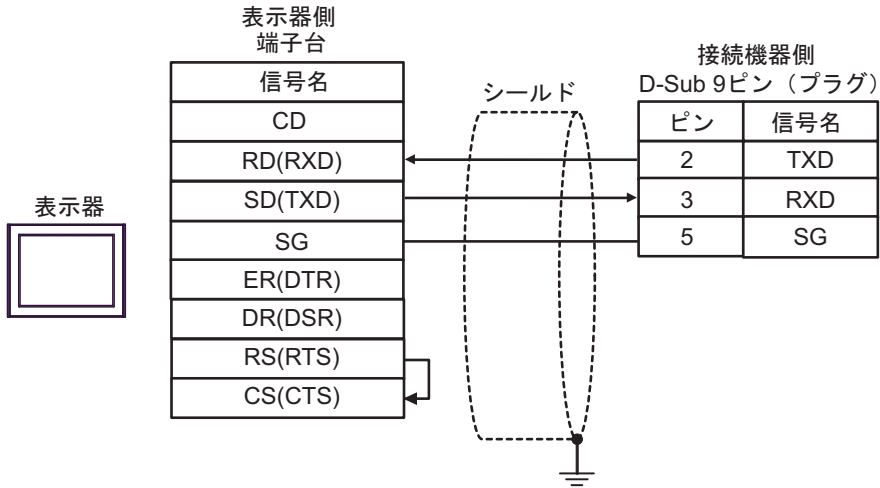 表示器側
端子台
信号名
CD
RD(RXD)
SD(TXD)
SG
ER(DTR)
DR(DSR)
RS(RTS)
CS(CTS)
表示器
シールド
接続機器側
D-Sub 9ピン（プラグ）
ピン 信号名
2 TXD
3 RXD
5 SG